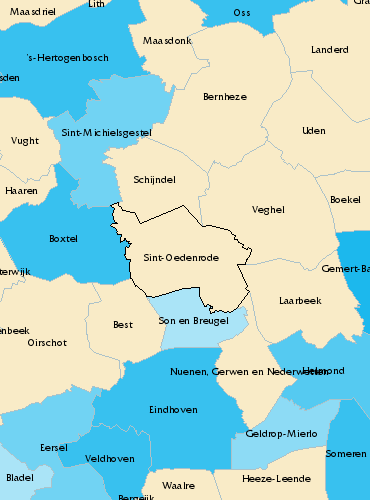 Lith
Maasdriel
Oss
Gra
Maasdonk
Landerd
's-Hertogenbosch
sden
Bernheze
Sint-Michielsgestel
Uden
Vught
Schijndel
Haaren
Boekel
Veghel
Boxtel
Sint-Oedenrode
terwijk
Gemert-Ba
Laarbeek
Best
Son en Breugel
enbeek
Oirschot
Nuenen, Gerwen en Nederwetten
Helmond
Eindhoven
Geldrop-Mierlo
Eersel
Someren
Veldhoven
Bladel
Heeze-Leende
Waalre
Bergeijk